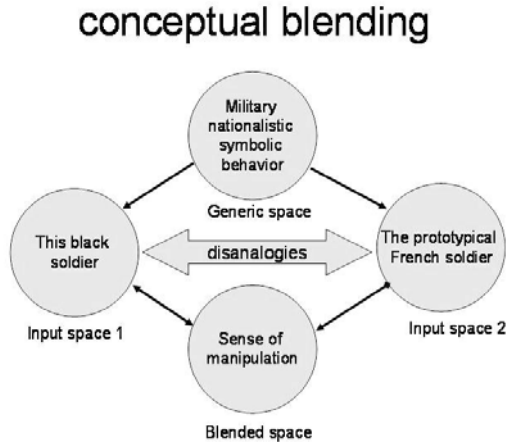 conceptual blending
Military
nationalistic
symbolic
behavior
Generic space
This black
soldier
disanalogies
The prototypical
French soldier
Input space 1
Input space 2
Sense of
manipulation
Blended space